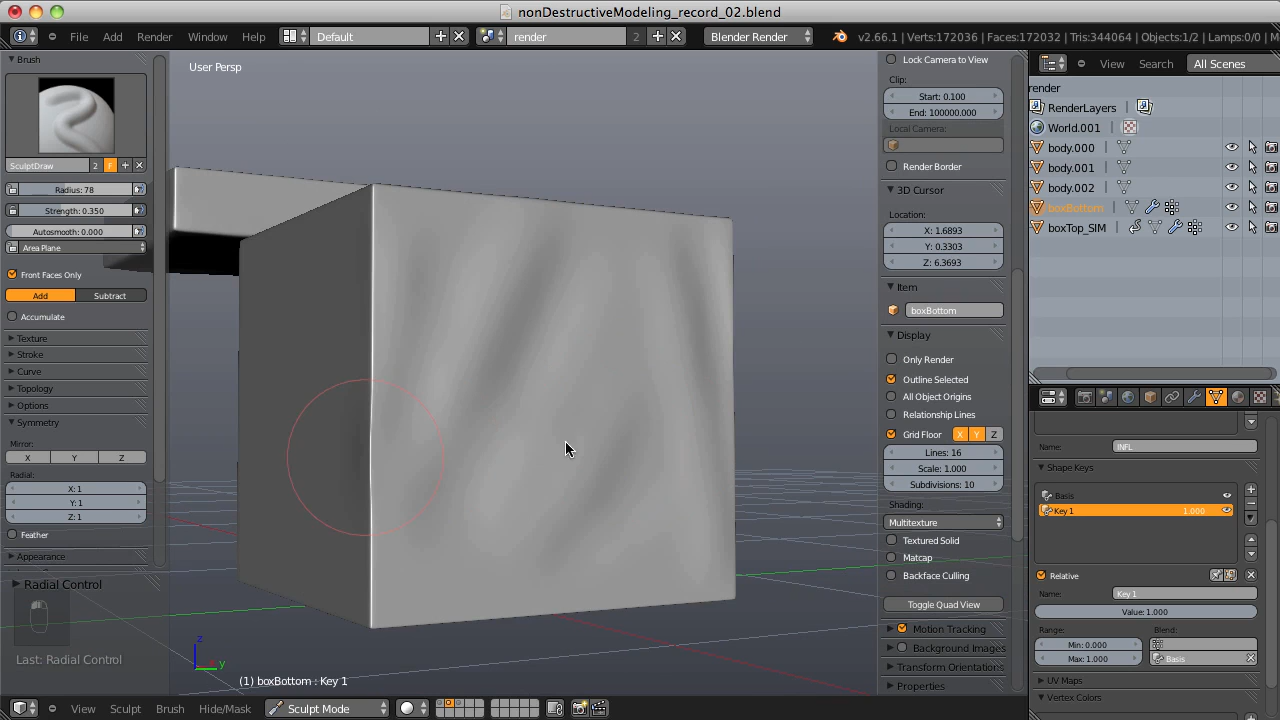 nonDestructiveModeling_record_02.blend
File Add Render Window Help Default render 2 Blender Render v2.66.1 | Verts:172036 | Faces:172032 | Tris:344064 | Objects:1/2 | Lamps:0/0 | M
Brush
SculptDraw 2 F
Radius: 78
Strength: 0.350
Autosmooth: 0.000
Area Plane
Front Faces Only
Add Subtract
Accumulate
Texture
Stroke
Curve
Topology
Options
Symmetry
Mirror:
X Y Z
Radial:
X: 1
Y: 1
Z: 1
Feather
Appearance
Radial Control
Last: Radial Control
User Persp
z
y
(1) boxBottom : Key 1
View Sculpt Brush Hide/Mask Sculpt Mode
Lock Camera to View
Clip:
Start: 0.100
End: 100000.000
Local Camera:
Render Border
3D Cursor
Location:
X: 1.6893
Y: 0.3303
Z: 6.3693
Item
boxBottom
Display
Only Render
Outline Selected
All Object Origins
Relationship Lines
Grid Floor X Y Z
Lines: 16
Scale: 1.000
Subdivisions: 10
Shading:
Multitexture
Textured Solid
Matcap
Backface Culling
Toggle Quad View
Motion Tracking
Background Images
Transform Orientations
Properties
View Search All Scenes
render
RenderLayers
World.001
body.000
body.001
body.002
boxBottom
boxTop_SIM
Name: INFL
Shape Keys
Basis
Key 1 1.000
Relative
Name: Key 1
Value: 1.000
Range: Blend:
Min: 0.000
Max: 1.000 Basis
UV Maps
Vertex Colors